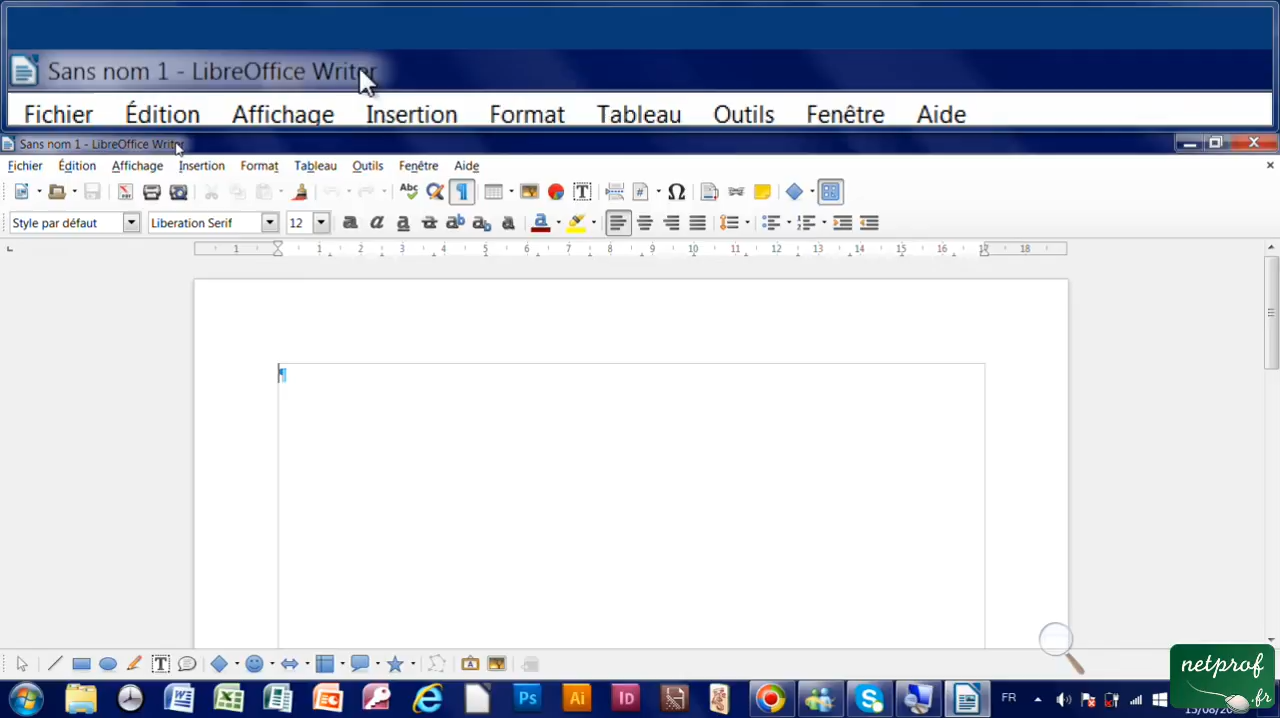 Sans nom 1 - LibreOffice Writer
Fichier Édition Affichage Insertion Format Tableau Outils Fenêtre Aide
Sans nom 1 - LibreOffice Writer
Fichier Édition Affichage Insertion Format Tableau Outils Fenêtre Aide
Style par défaut Liberation Serif 12
1 1 2 3 4 5 6 7 8 9 10 11 12 13 14 15 16 17 18
¶
FR
netprof
.fr